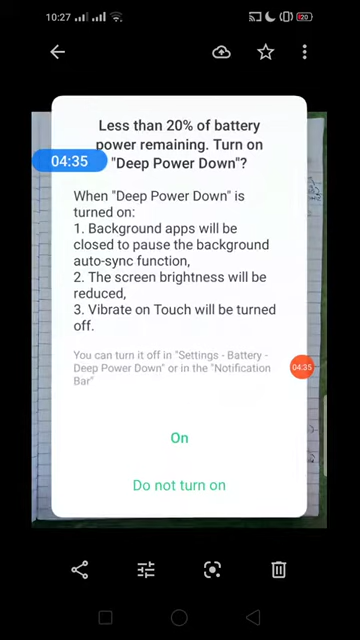 10:27
20
Less than 20% of battery
power remaining. Turn on
"Deep Power Down"?
04:35
When "Deep Power Down" is
turned on:
1. Background apps will be
closed to pause the background
auto-sync function,
2. The screen brightness will be
reduced,
3. Vibrate on Touch will be turned
off.
You can turn it off in "Settings - Battery -
Deep Power Down" or in the "Notification
Bar"
04:35
On
Do not turn on